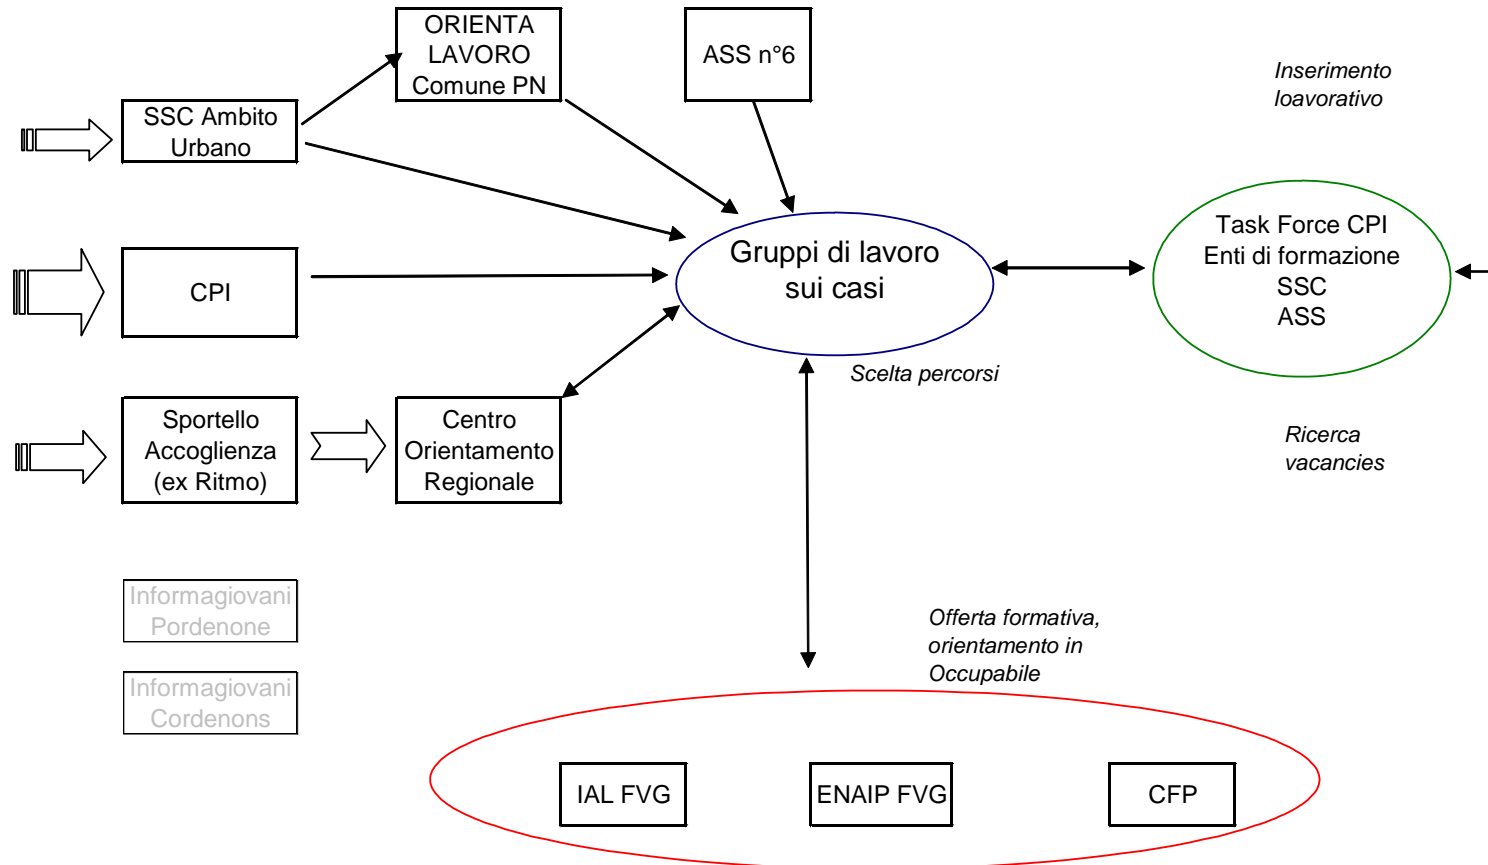 ORIENTA
LAVORO
Comune PN
ASS n°6
Inserimento
loavorativo
SSC Ambito
Urbano
Gruppi di lavoro
sui casi
Task Force CPI
Enti di formazione
SSC
ASS
CPI
Scelta percorsi
Sportello
Accoglienza
(ex Ritmo)
Centro
Orientamento
Regionale
Ricerca
vacancies
Informagiovani
Pordenone
Offerta formativa,
orientamento in
Occupabile
Informagiovani
Cordenons
IAL FVG
ENAIP FVG
CFP